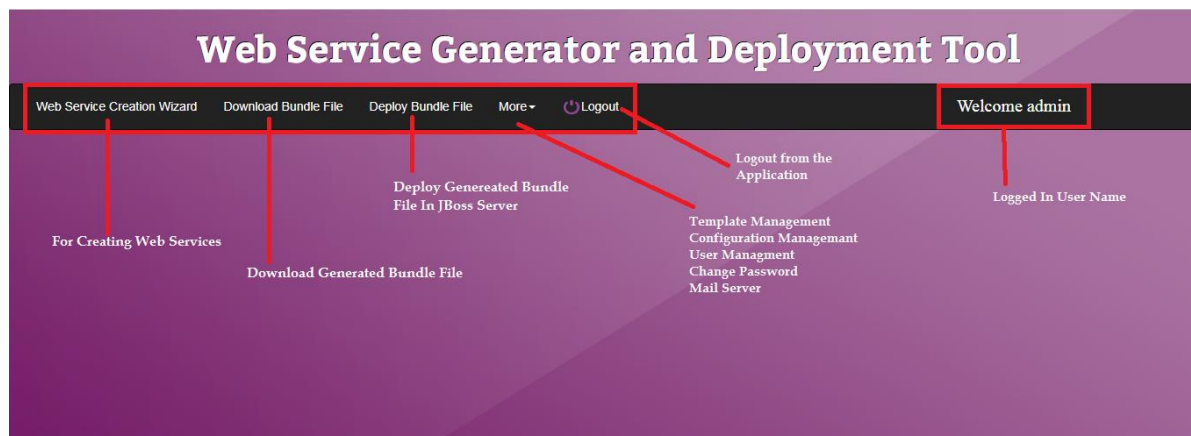 Web Service Generator and Deployment Tool
Web Service Creation Wizard Download Bundle File Deploy Bundle File More Logout
Welcome admin
Logout from the
Application
Deploy Genereated Bundle
File In JBoss Server
Logged In User Name
Template Management
Configuration Managemant
User Managment
Change Password
Mail Server
For Creating Web Services
Download Generated Bundle File